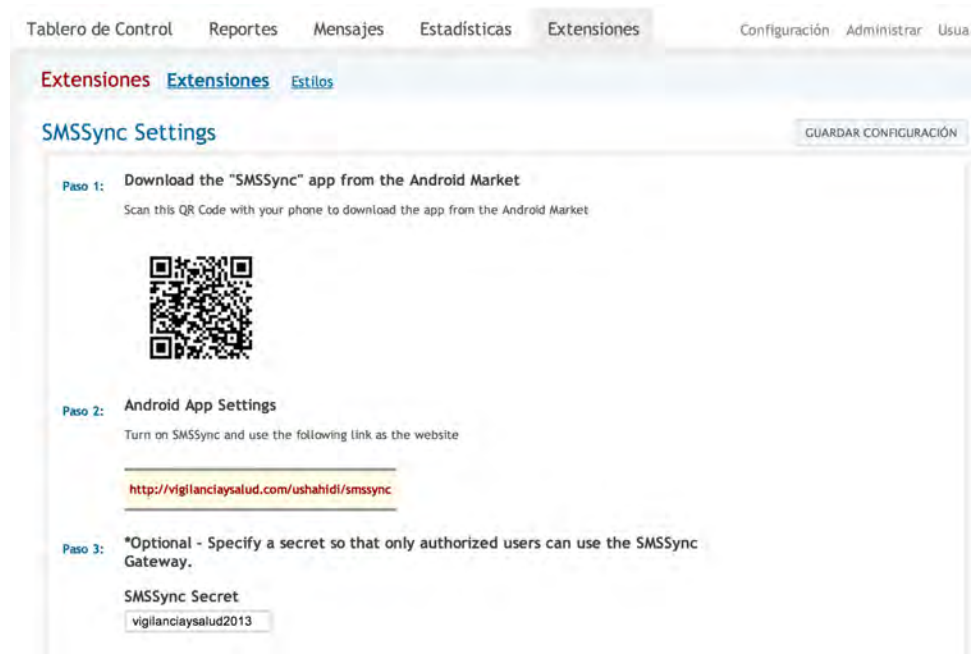 Tablero de Control Reportes Mensajes Estadísticas Extensiones Configuración Administrar Usua
Extensiones Extensiones Estilos
SMSSync Settings GUARDAR CONFIGURACIÓN
Paso 1: Download the "SMSSync" app from the Android Market
Scan this QR Code with your phone to download the app from the Android Market
Paso 2: Android App Settings
Turn on SMSSync and use the following link as the website
http://vigilanciaysalud.com/ushahidi/smssync
Paso 3: *Optional - Specify a secret so that only authorized users can use the SMSSync
Gateway.
SMSSync Secret
vigilanciaysalud2013